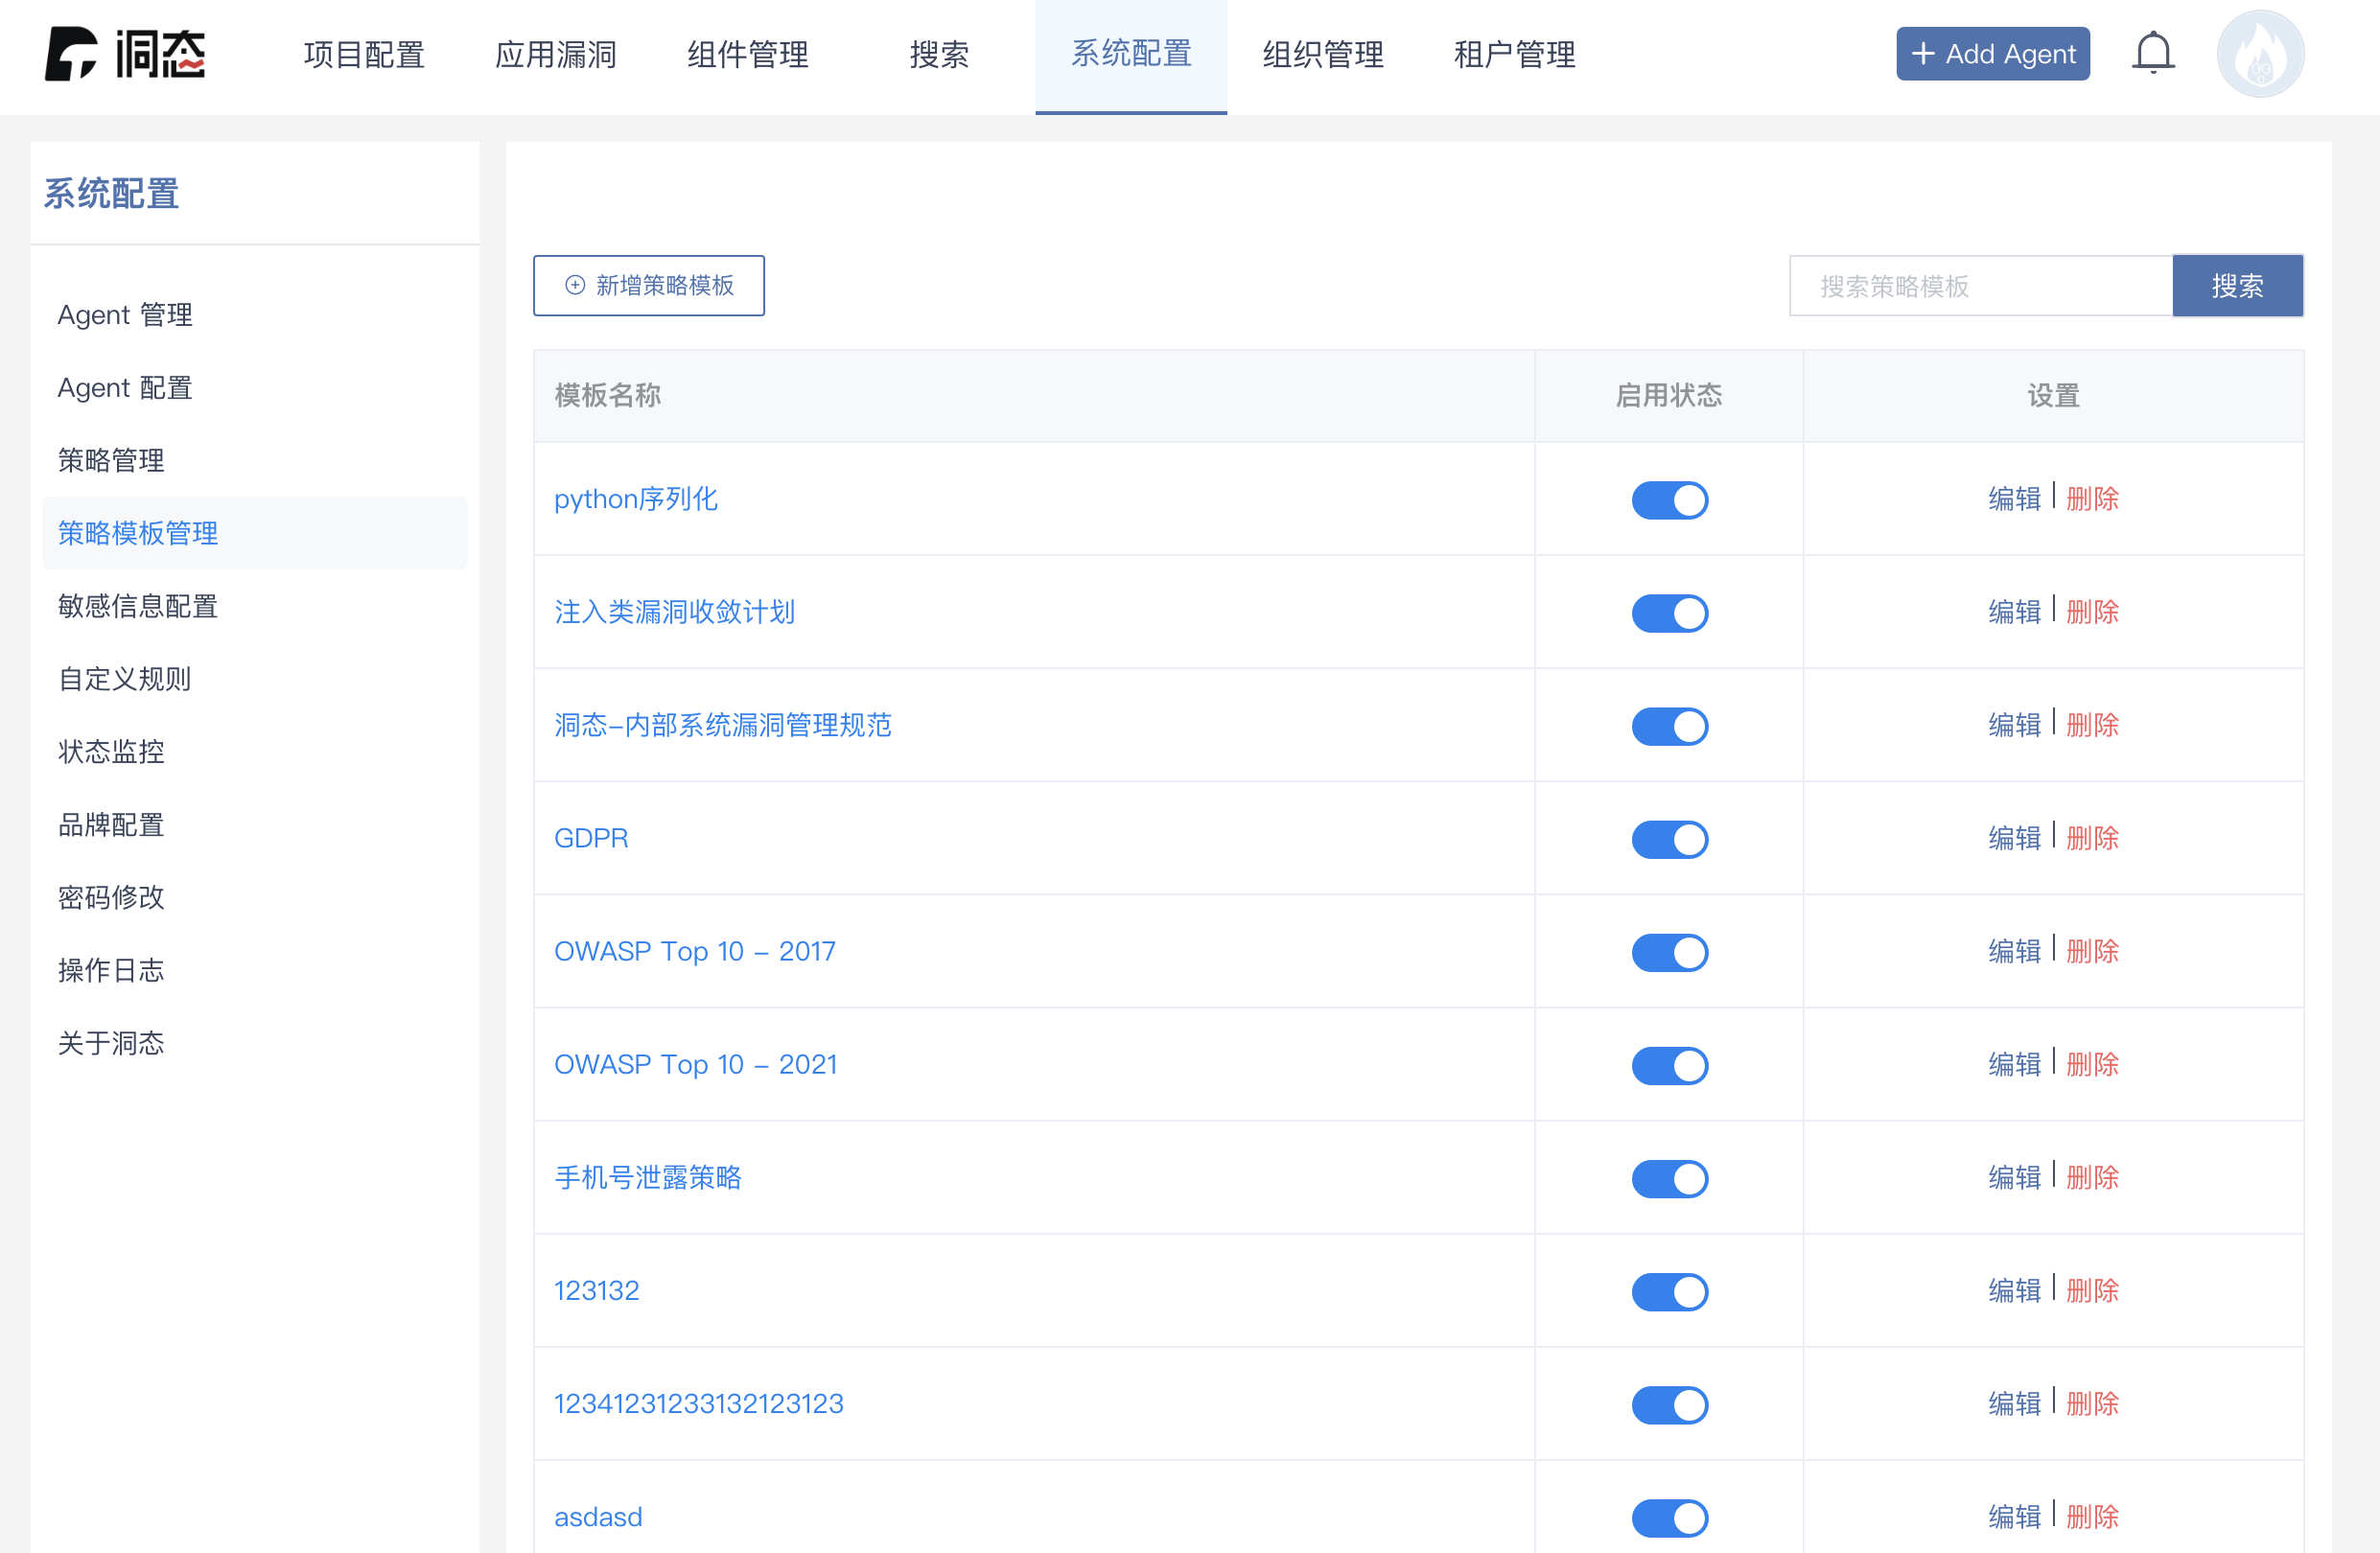 洞态
项目配置 应用漏洞 组件管理 搜索 系统配置 组织管理 租户管理
+ Add Agent
系统配置
Agent 管理
Agent 配置
策略管理
策略模板管理
敏感信息配置
自定义规则
状态监控
品牌配置
密码修改
操作日志
关于洞态
新增策略模板
搜索策略模板 搜索
模板名称 启用状态 设置
python序列化 编辑 | 删除
注入类漏洞收敛计划 编辑 | 删除
洞态-内部系统漏洞管理规范 编辑 | 删除
GDPR 编辑 | 删除
OWASP Top 10 - 2017 编辑 | 删除
OWASP Top 10 - 2021 编辑 | 删除
手机号泄露策略 编辑 | 删除
123132 编辑 | 删除
12341231233132123123 编辑 | 删除
asdasd 编辑 | 删除